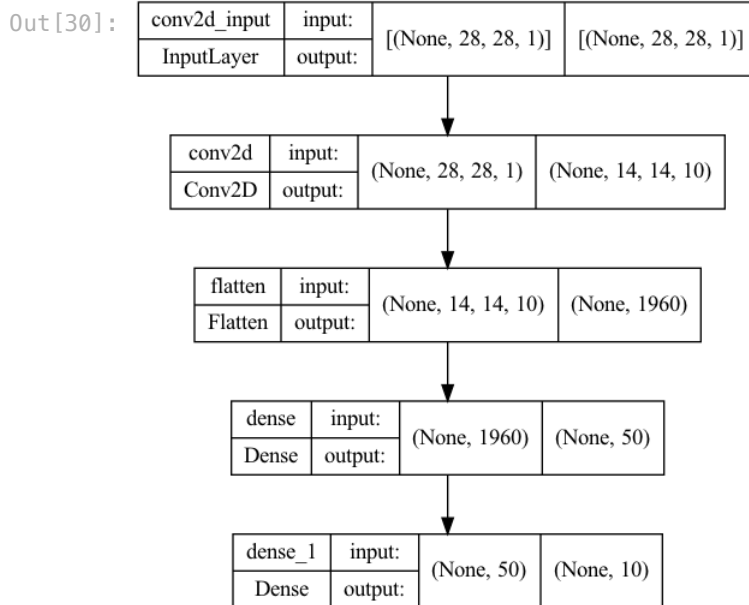 Out[30]:
conv2d_input input: [(None, 28, 28, 1)] [(None, 28, 28, 1)]
InputLayer output:
conv2d input: (None, 28, 28, 1) (None, 14, 14, 10)
Conv2D output:
flatten input: (None, 14, 14, 10) (None, 1960)
Flatten output:
dense input: (None, 1960) (None, 50)
Dense output:
dense_1 input: (None, 50) (None, 10)
Dense output: